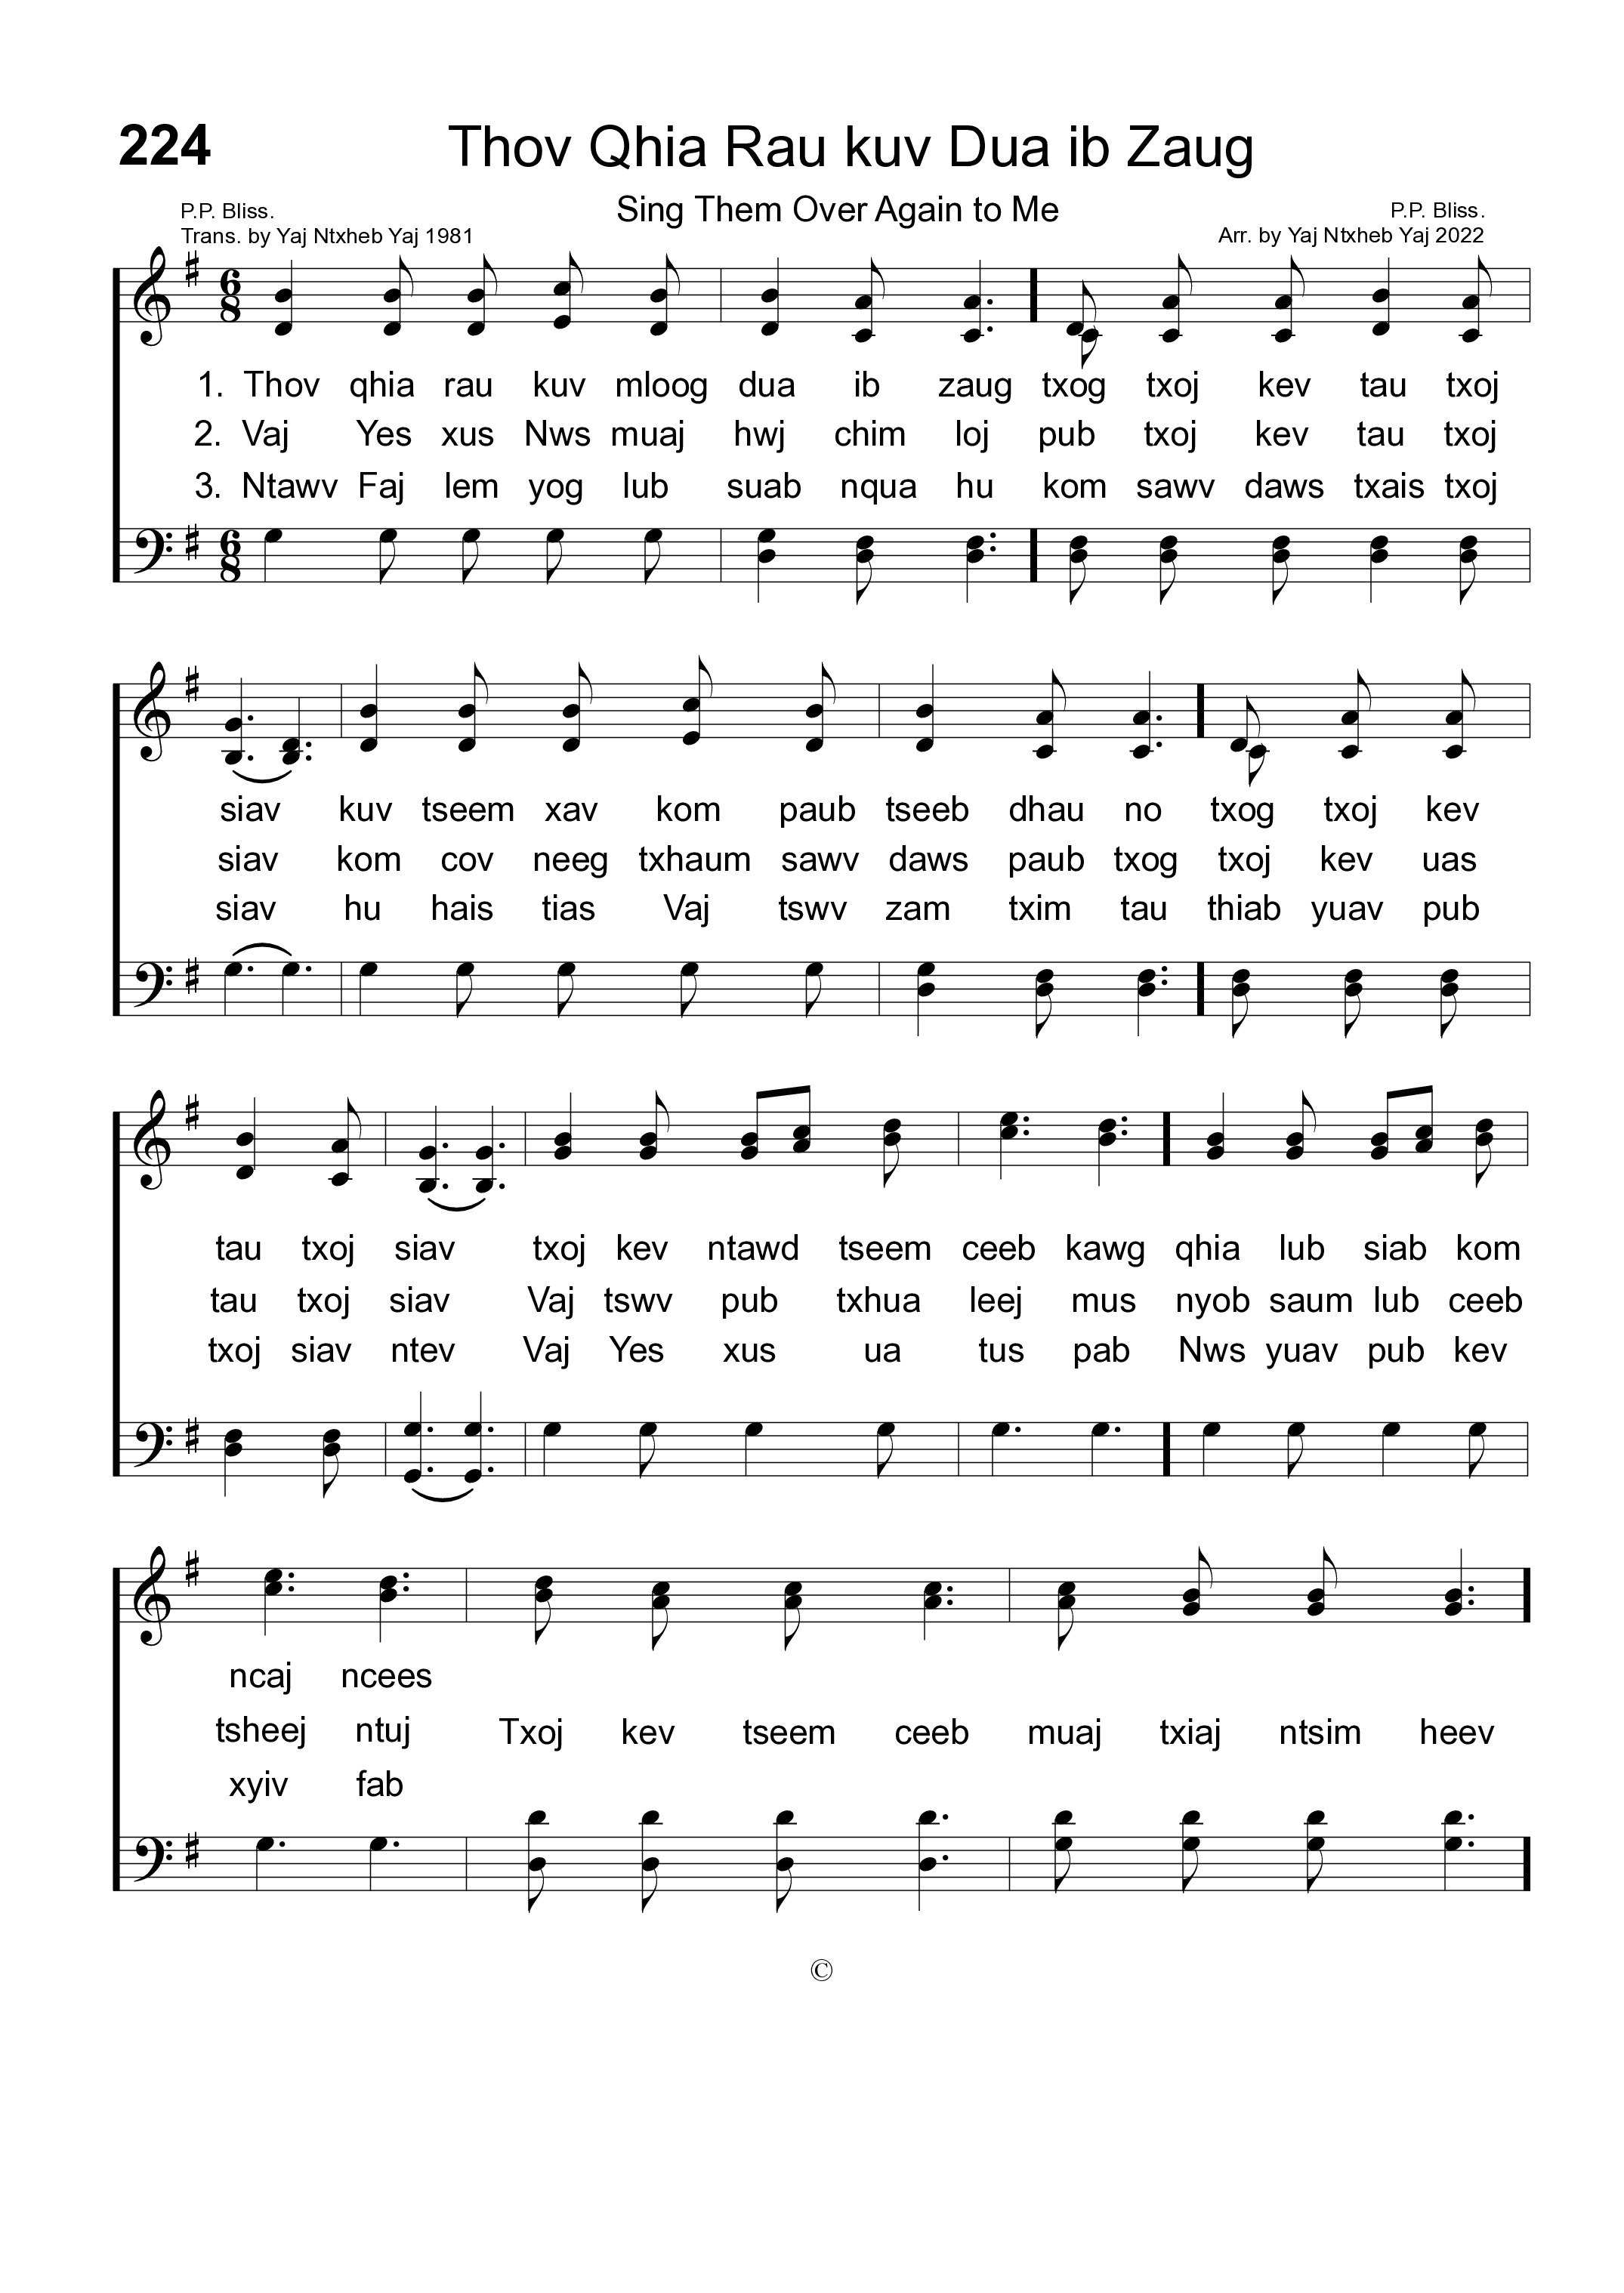 224
Thov Qhia Rau kuv Dua ib Zaug
Sing Them Over Again to Me
P.P. Bliss.
Trans. by Yaj Ntxheb Yaj 1981
P.P. Bliss.
Arr. by Yaj Ntxheb Yaj 2022
6
8
1. Thov qhia rau kuv mloog dua ib zaug txog txoj kev tau txoj
2. Vaj Yes xus Nws muaj hwj chim loj pub txoj kev tau txoj
3. Ntawv Faj lem yog lub suab nqua hu kom sawv daws txais txoj
6
8
siav kuv tseem xav kom paub tseeb dhau no txog txoj kev
siav kom cov neeg txhaum sawv daws paub txog txoj kev uas
siav hu hais tias Vaj tswv zam txim tau thiab yuav pub
tau txoj siav txoj kev ntawd tseem ceeb kawg qhia lub siab kom
tau txoj siav Vaj tswv pub txhua leej mus nyob saum lub ceeb
txoj siav ntev Vaj Yes xus ua tus pab Nws yuav pub kev
ncaj ncees
tsheej ntuj Txoj kev tseem ceeb muaj txiaj ntsim heev
xyiv fab
©